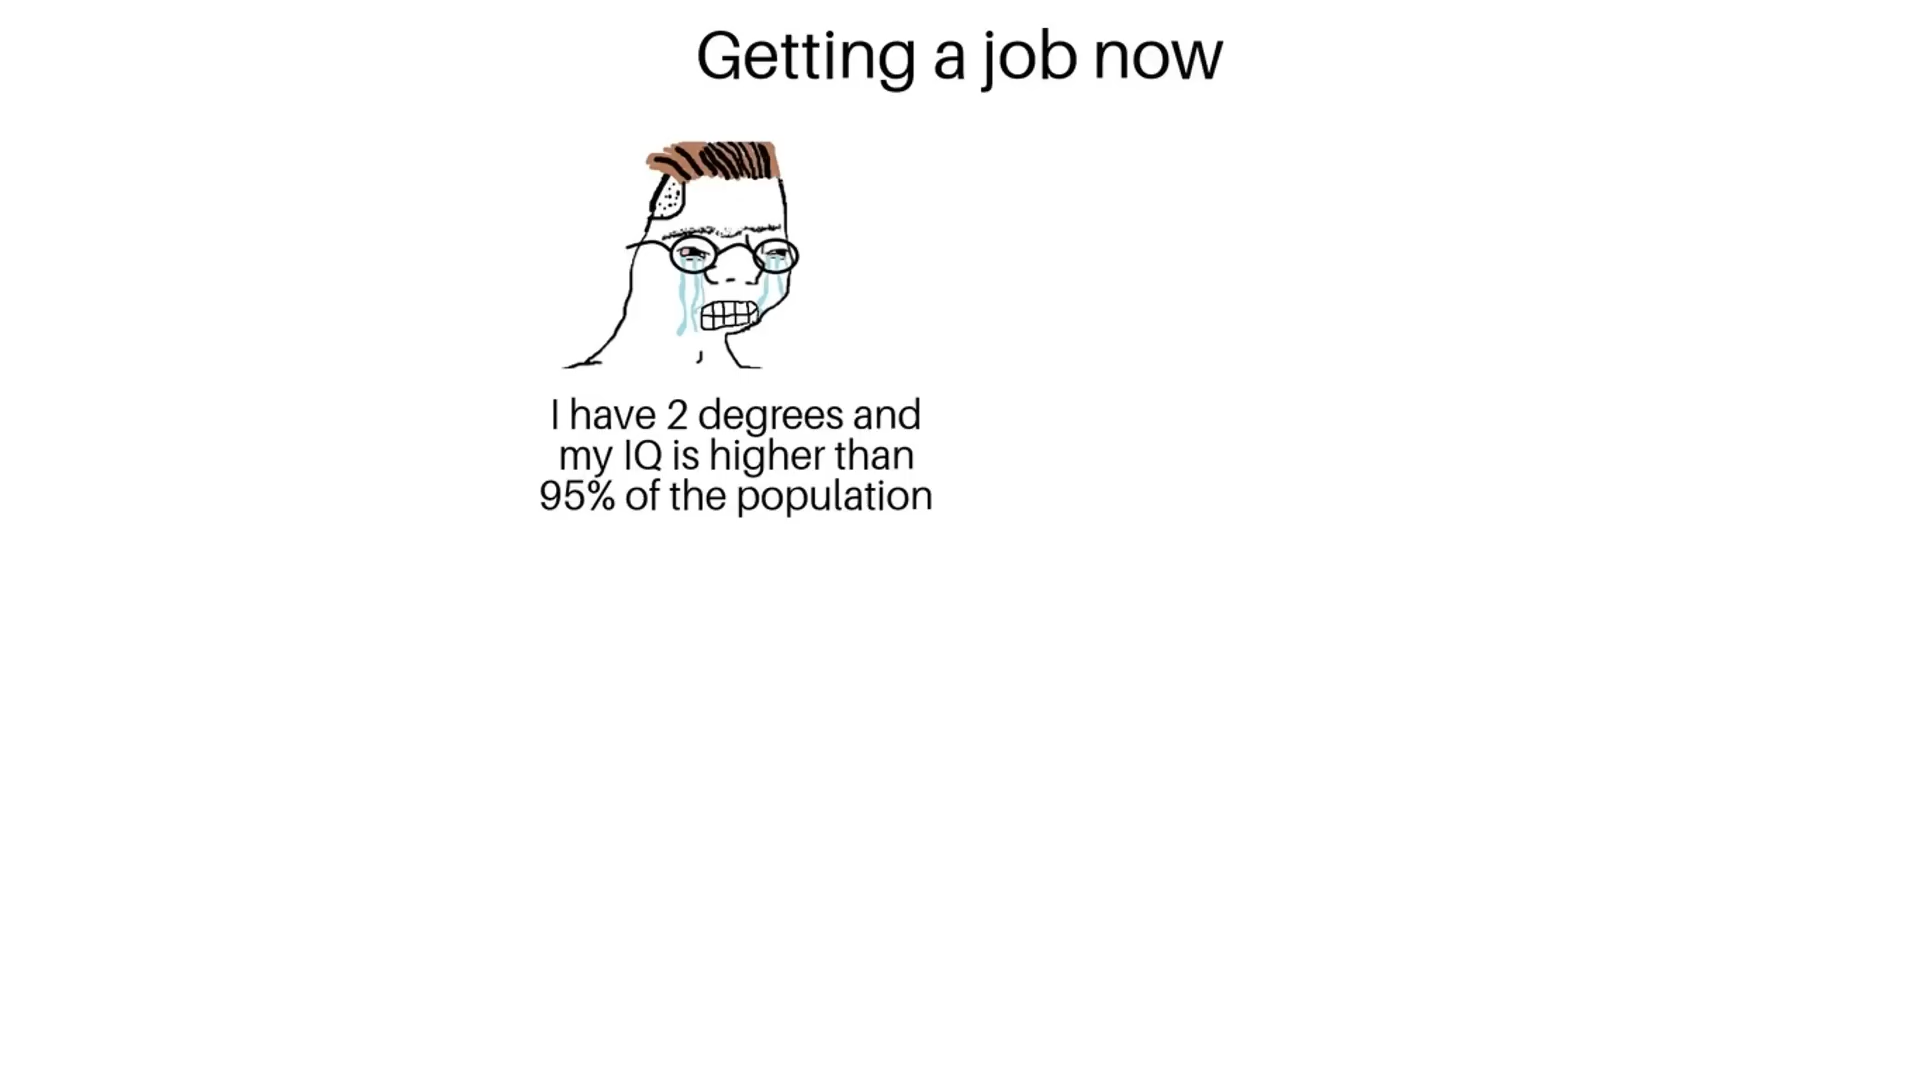 Getting a job now
I have 2 degrees and
my IQ is higher than
95% of the population